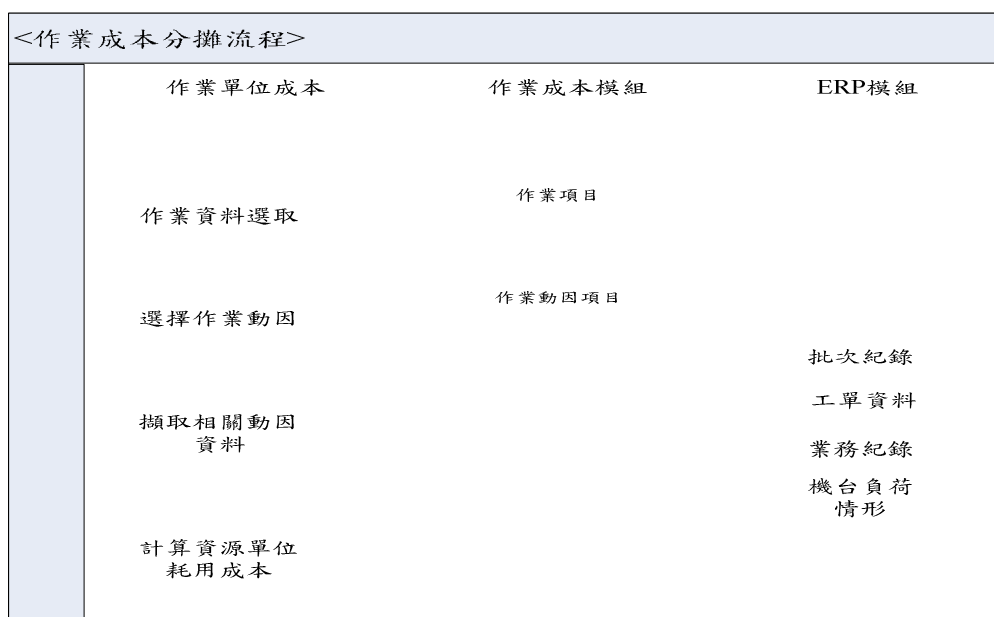 <作業成本分攤流程>
作業單位成本
作業成本模組
ERP模組
作業項目
作業資料選取
作業動因項目
選擇作業動因
批次紀錄
工單資料
擷取相關動因
資料
業務紀錄
機台負荷
情形
計算資源單位
耗用成本